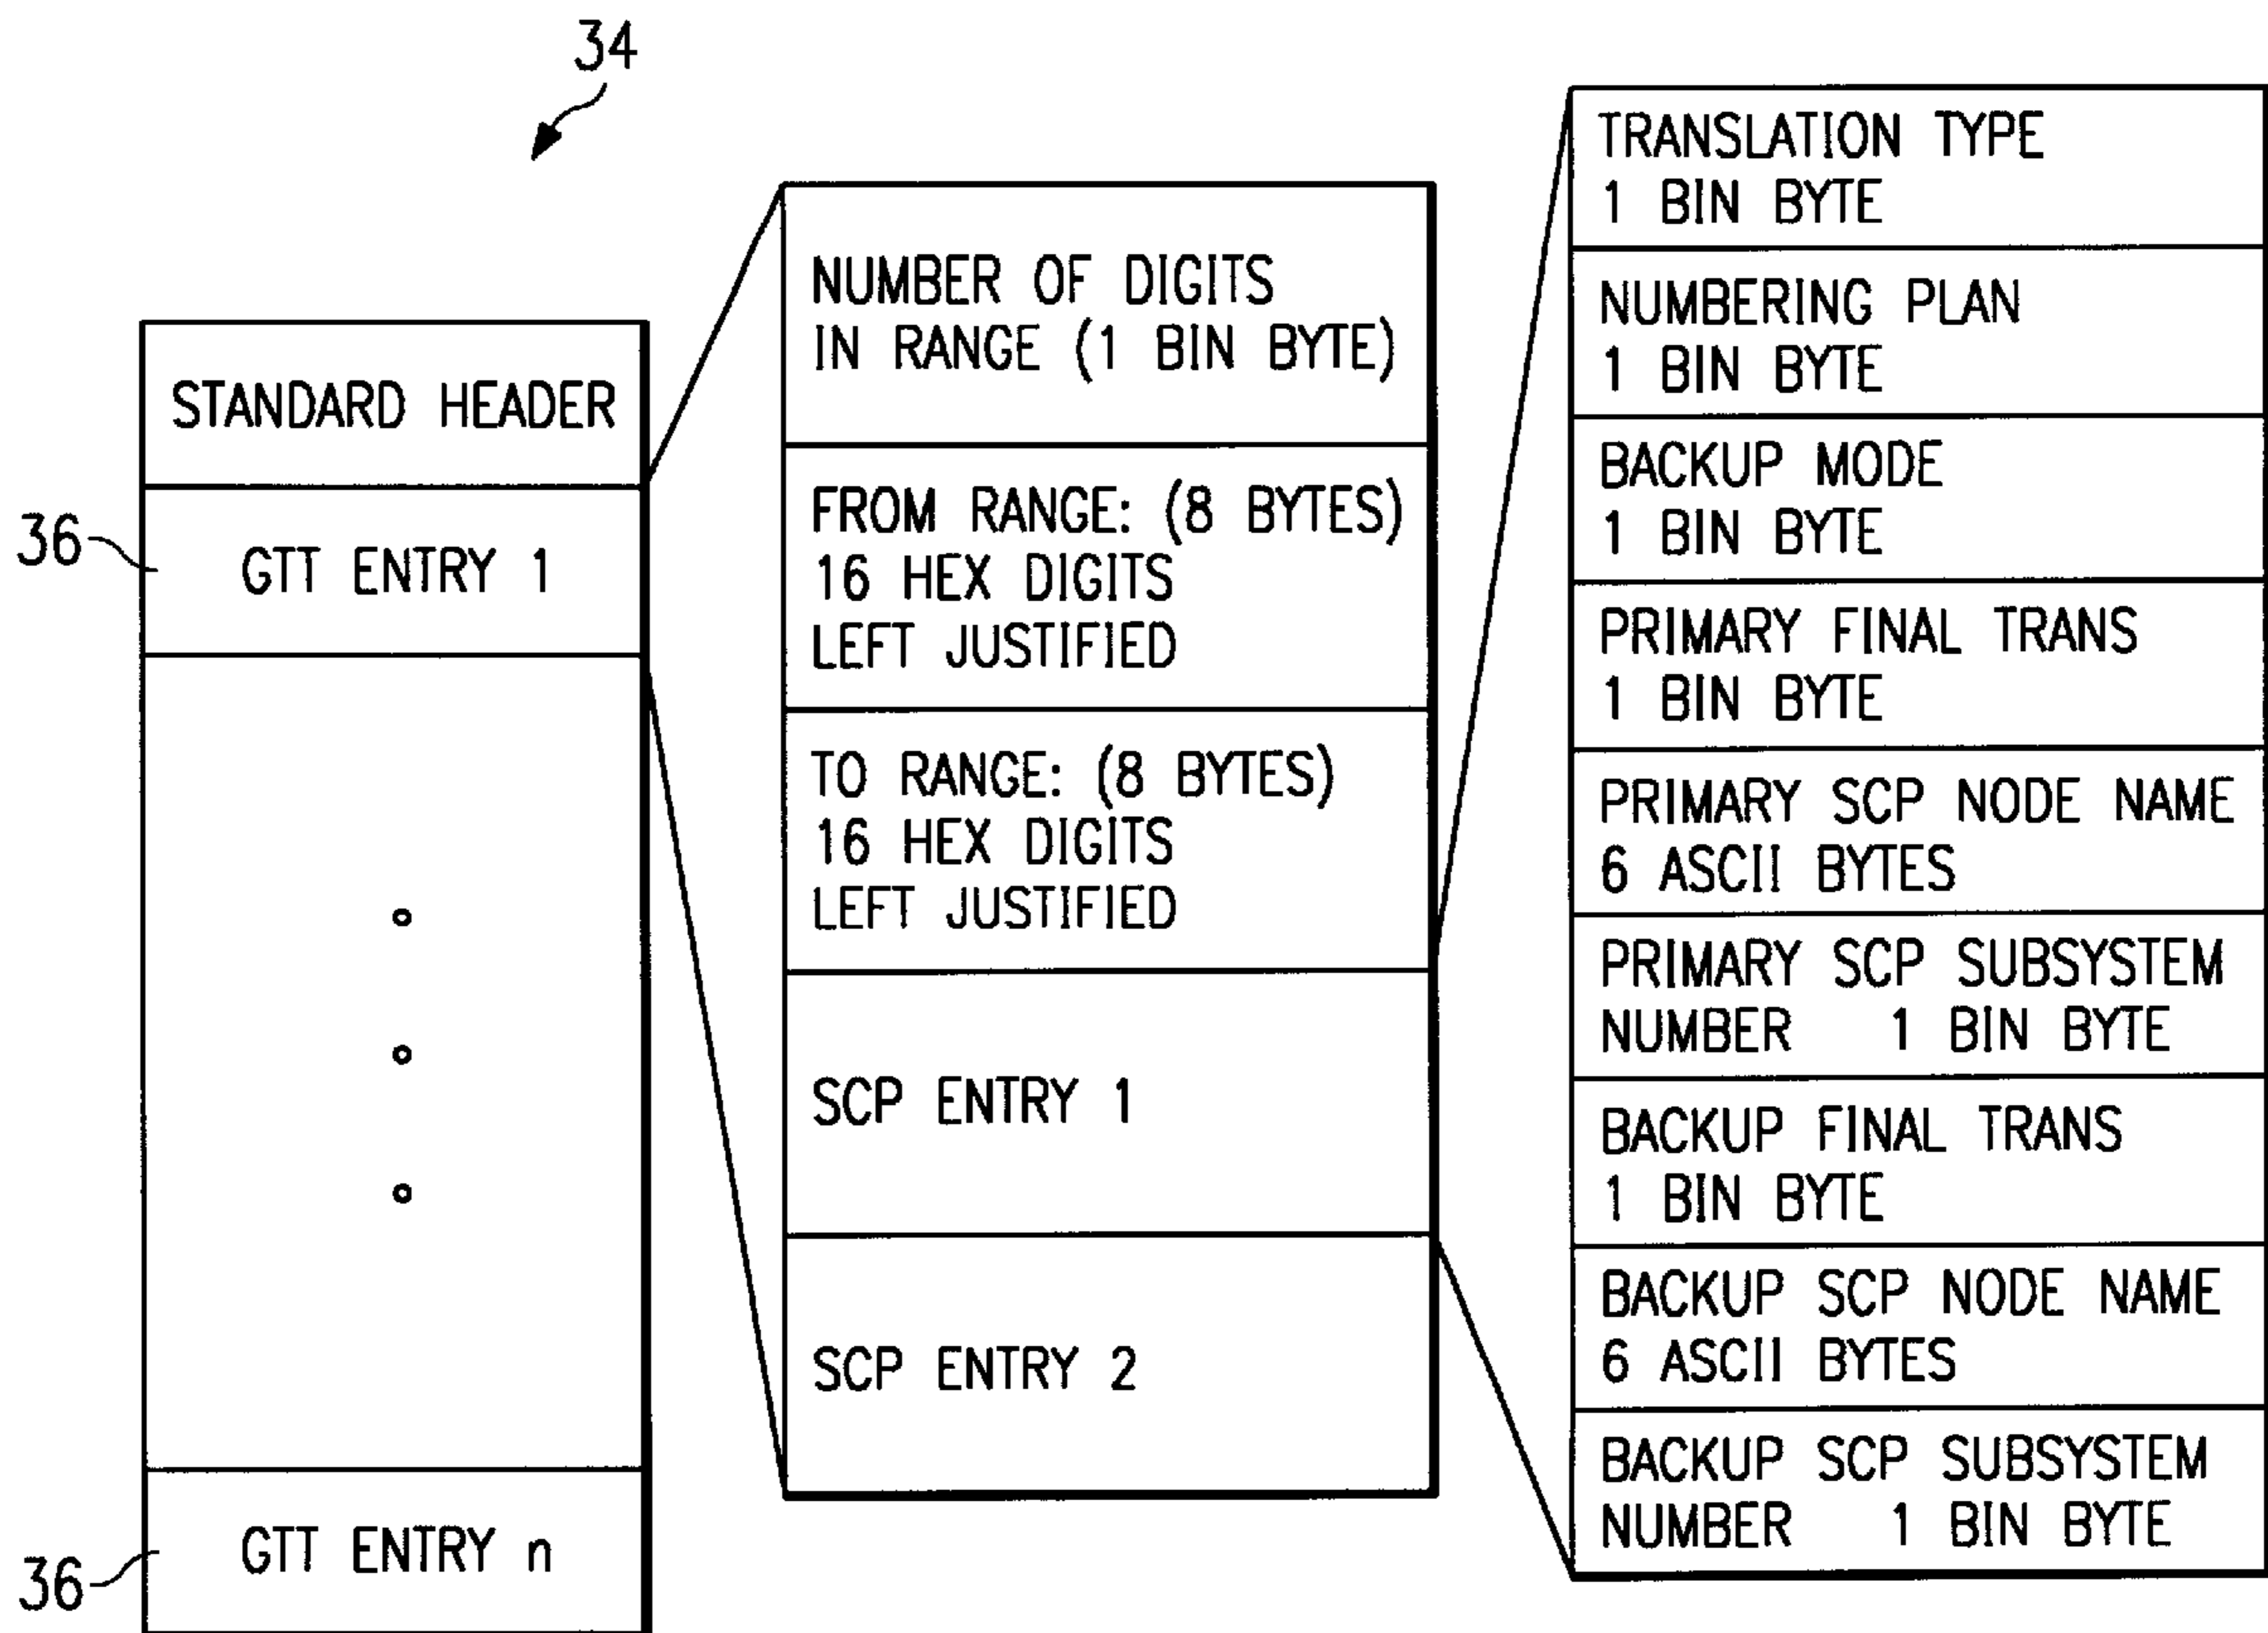 34
STANDARD HEADER
36
GTT ENTRY 1
36
GTT ENTRY n
NUMBER OF DIGITS
IN RANGE (1 BIN BYTE)
FROM RANGE: (8 BYTES)
16 HEX DIGITS
LEFT JUSTIFIED
TO RANGE: (8 BYTES)
16 HEX DIGITS
LEFT JUSTIFIED
SCP ENTRY 1
SCP ENTRY 2
TRANSLATION TYPE
1 BIN BYTE
NUMBERING PLAN
1 BIN BYTE
BACKUP MODE
1 BIN BYTE
PRIMARY FINAL TRANS
1 BIN BYTE
PRIMARY SCP NODE NAME
6 ASCII BYTES
PRIMARY SCP SUBSYSTEM
NUMBER 1 BIN BYTE
BACKUP FINAL TRANS
1 BIN BYTE
BACKUP SCP NODE NAME
6 ASCII BYTES
BACKUP SCP SUBSYSTEM
NUMBER 1 BIN BYTE